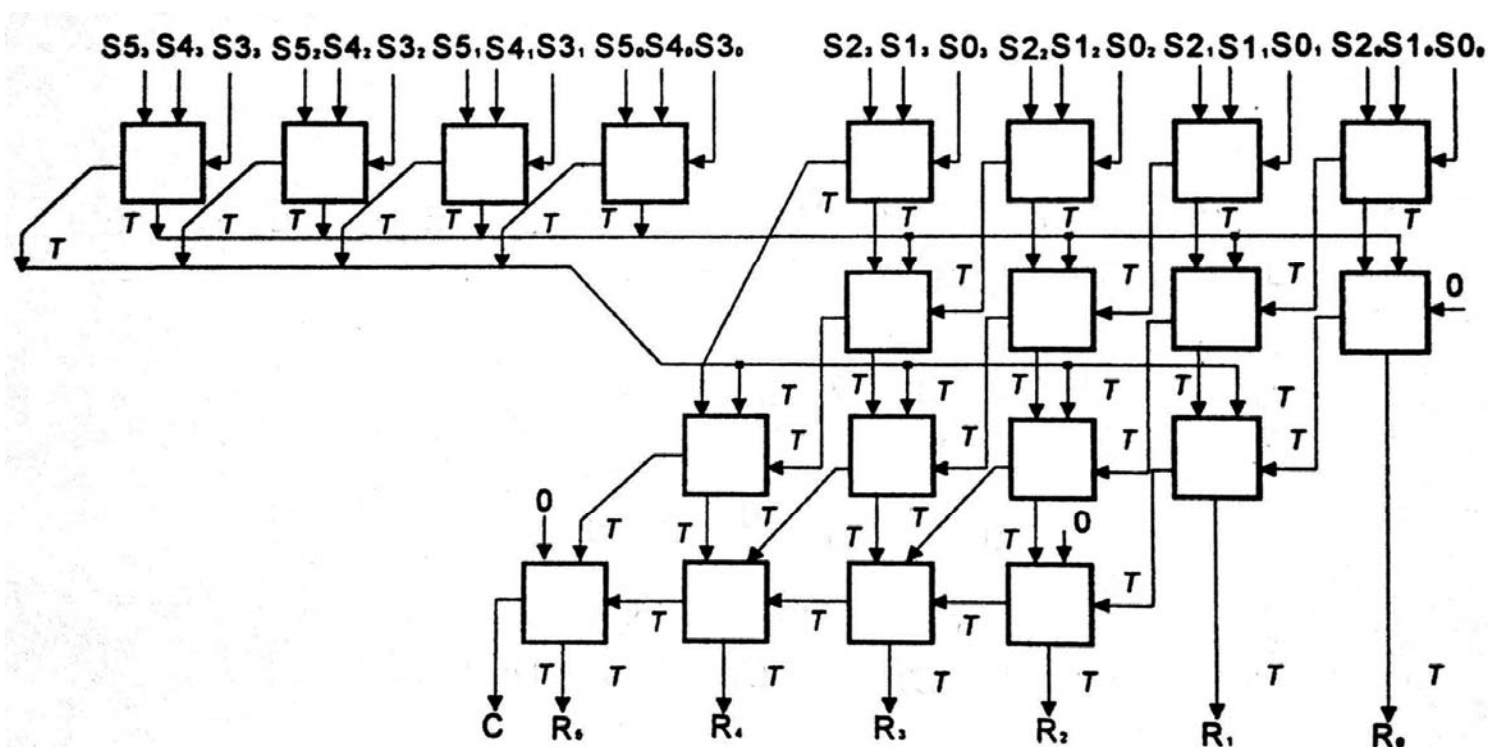 S5₃ S4₃ S3₃ S5₂ S4₂ S3₂ S5₁ S4₁ S3₁ S5₀ S4₀ S3₀ S2₃ S1₃ S0₃ S2₂ S1₂ S0₂ S2₁ S1₁ S0₁ S2₀ S1₀ S0₀
T T T T T T T T T T T T
T T T 0
T T T T T T T
T T T T
0 T T T T T T 0
T
T T T
T T T T T T
C R₅ R₄ R₃ R₂ R₁ R₀